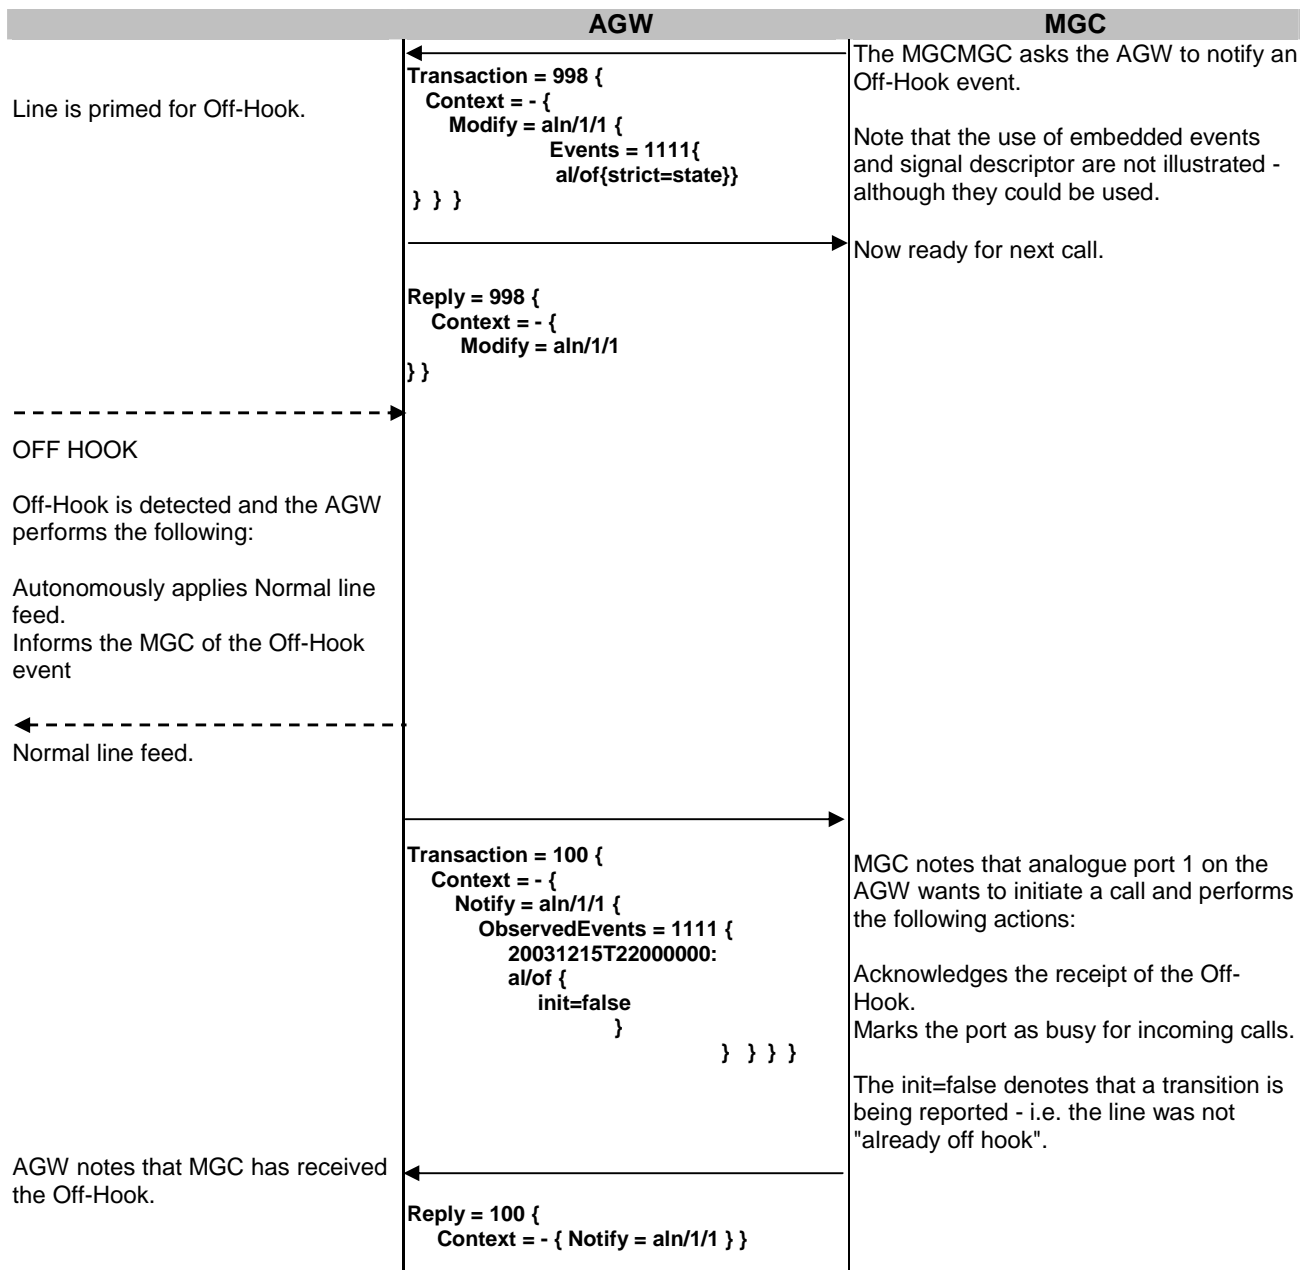 AGW MGC
The MGCMGC asks the AGW to notify an
Off-Hook event.
Transaction = 998 {
Context = - {
Modify = aln/1/1 {
Events = 1111{
al/of{strict=state}}
} } }
Line is primed for Off-Hook.
Note that the use of embedded events
and signal descriptor are not illustrated -
although they could be used.
Now ready for next call.
Reply = 998 {
Context = - {
Modify = aln/1/1
} }
OFF HOOK
Off-Hook is detected and the AGW
performs the following:
Autonomously applies Normal line
feed.
Informs the MGC of the Off-Hook
event
Normal line feed.
Transaction = 100 {
Context = - {
Notify = aln/1/1 {
ObservedEvents = 1111 {
20031215T22000000:
al/of {
init=false
}
} } } }
MGC notes that analogue port 1 on the
AGW wants to initiate a call and performs
the following actions:
Acknowledges the receipt of the Off-
Hook.
Marks the port as busy for incoming calls.
The init=false denotes that a transition is
being reported - i.e. the line was not
"already off hook".
AGW notes that MGC has received
the Off-Hook.
Reply = 100 {
Context = - { Notify = aln/1/1 } }